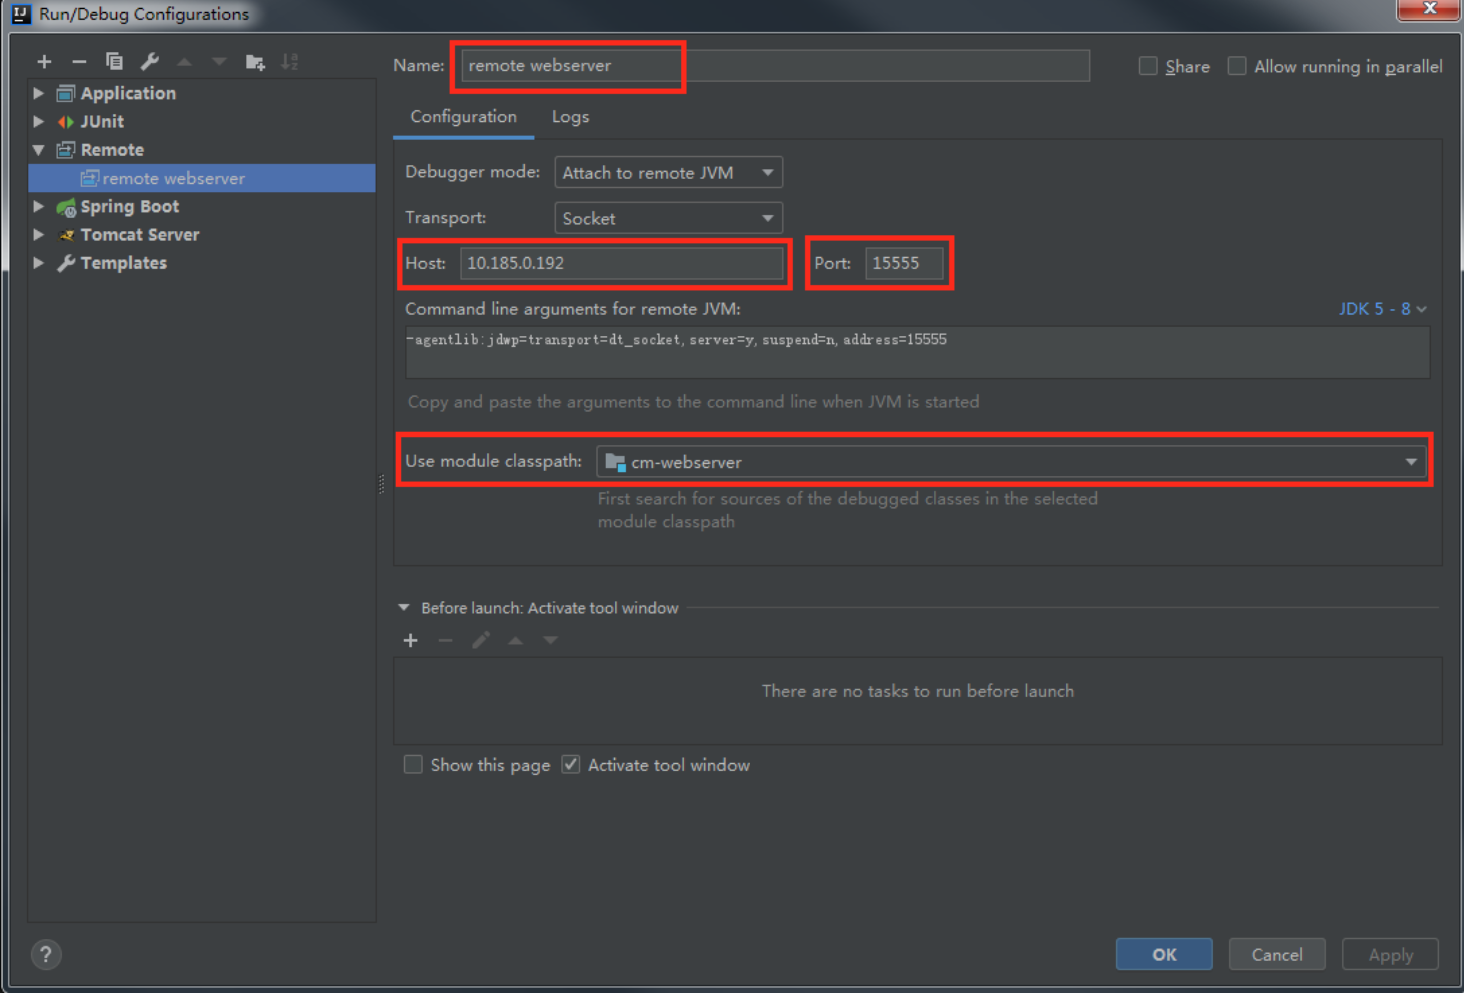 Run/Debug Configurations
Name: remote webserver
Share
Allow running in parallel
Application
JUnit
Remote
remote webserver
Spring Boot
Tomcat Server
Templates
Configuration Logs
Debugger mode: Attach to remote JVM
Transport: Socket
Host: 10.185.0.192 Port: 15555
Command line arguments for remote JVM: JDK 5 - 8
-agentlib:jdwp=transport=dt_socket,server=y,suspend=n,address=15555
Copy and paste the arguments to the command line when JVM is started
Use module classpath: cm-webserver
First search for sources of the debugged classes in the selected
module classpath
Before launch: Activate tool window
There are no tasks to run before launch
Show this page Activate tool window
? OK Cancel Apply